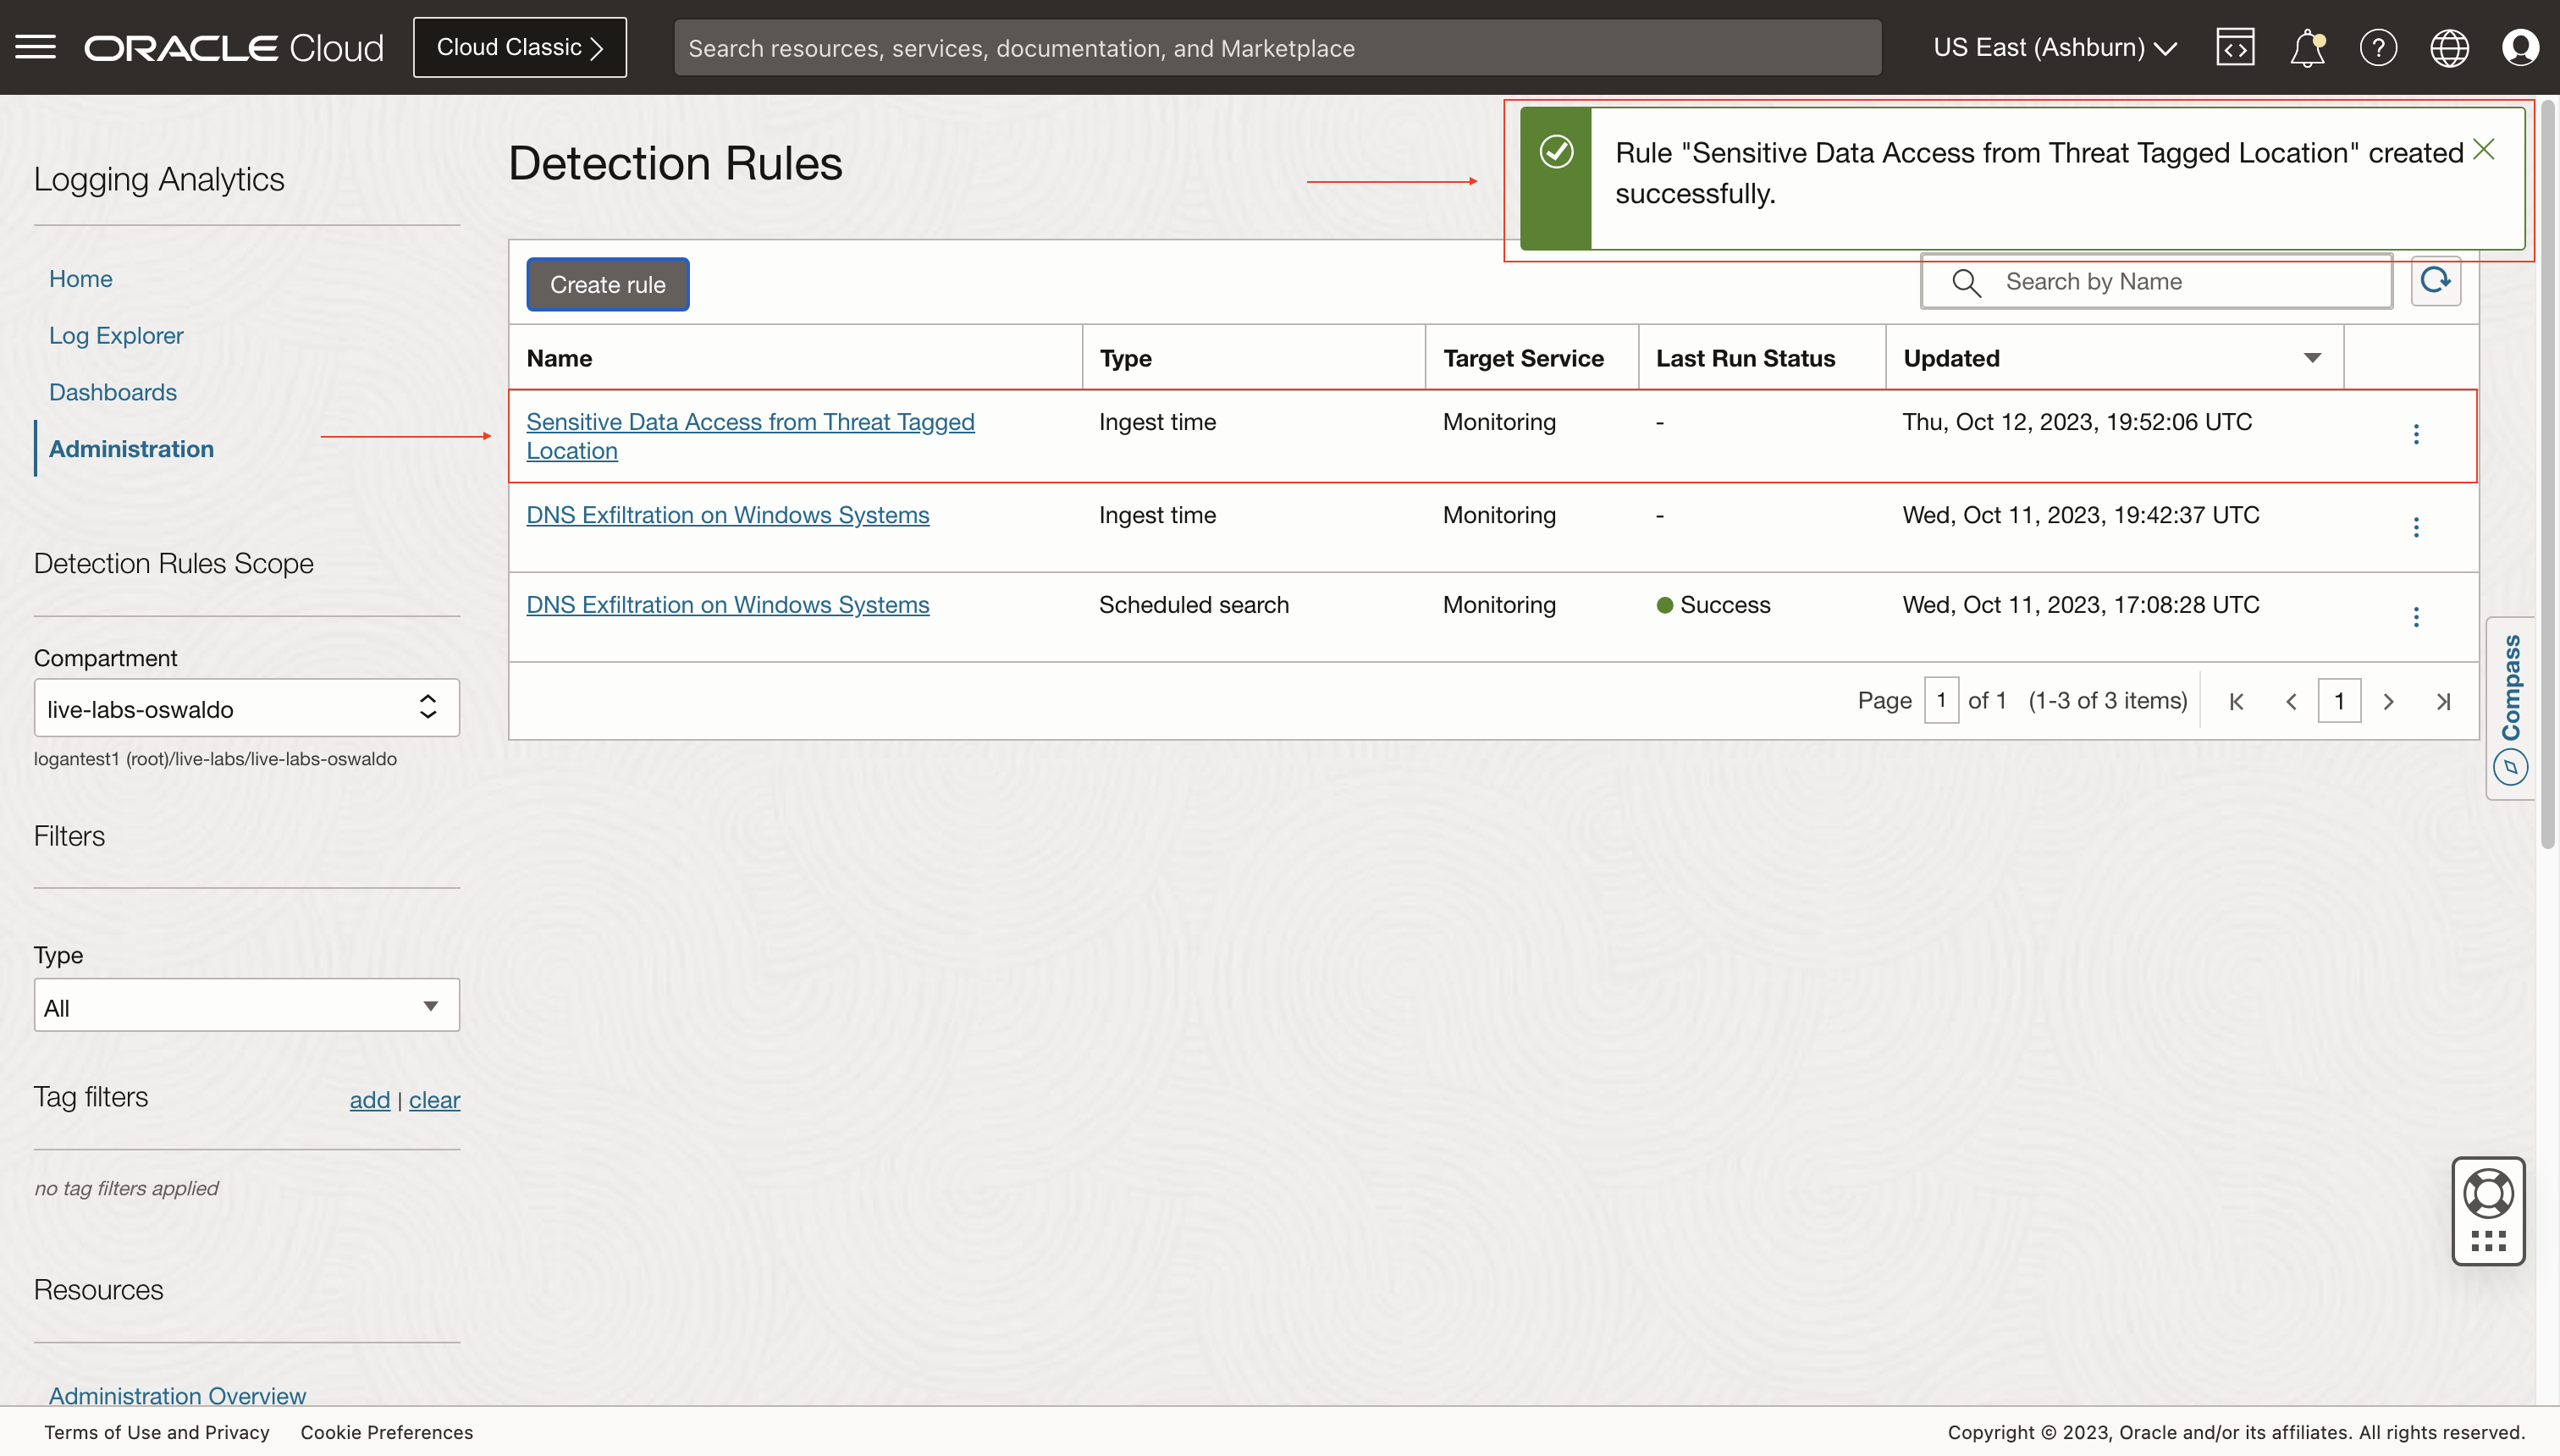 ORACLE Cloud
Cloud Classic
Search resources, services, documentation, and Marketplace
US East (Ashburn)
Logging Analytics
Home
Log Explorer
Dashboards
Administration
Detection Rules Scope
Compartment
live-labs-oswaldo
logantest1 (root)/live-labs/live-labs-oswaldo
Filters
Type
All
Tag filters
add | clear
no tag filters applied
Resources
Administration Overview
Detection Rules
Rule "Sensitive Data Access from Threat Tagged Location" created
successfully.
Create rule
Search by Name
Name Type Target Service Last Run Status Updated
Sensitive Data Access from Threat Tagged
Location
Ingest time Monitoring - Thu, Oct 12, 2023, 19:52:06 UTC
DNS Exfiltration on Windows Systems Ingest time Monitoring - Wed, Oct 11, 2023, 19:42:37 UTC
DNS Exfiltration on Windows Systems Scheduled search Monitoring Success Wed, Oct 11, 2023, 17:08:28 UTC
Page 1 of 1 (1-3 of 3 items) 1
Compass
Terms of Use and Privacy Cookie Preferences
Copyright © 2023, Oracle and/or its affiliates. All rights reserved.